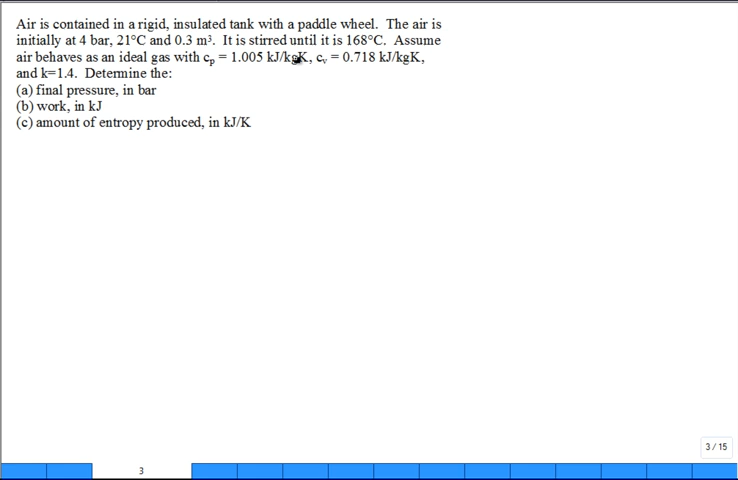 Air is contained in a rigid, insulated tank with a paddle wheel. The air is
initially at 4 bar, 21°C and 0.3 m³. It is stirred until it is 168°C. Assume
air behaves as an ideal gas with cₚ = 1.005 kJ/kgK, cᵥ = 0.718 kJ/kgK,
and k=1.4. Determine the:
(a) final pressure, in bar
(b) work, in kJ
(c) amount of entropy produced, in kJ/K
3 / 15
3